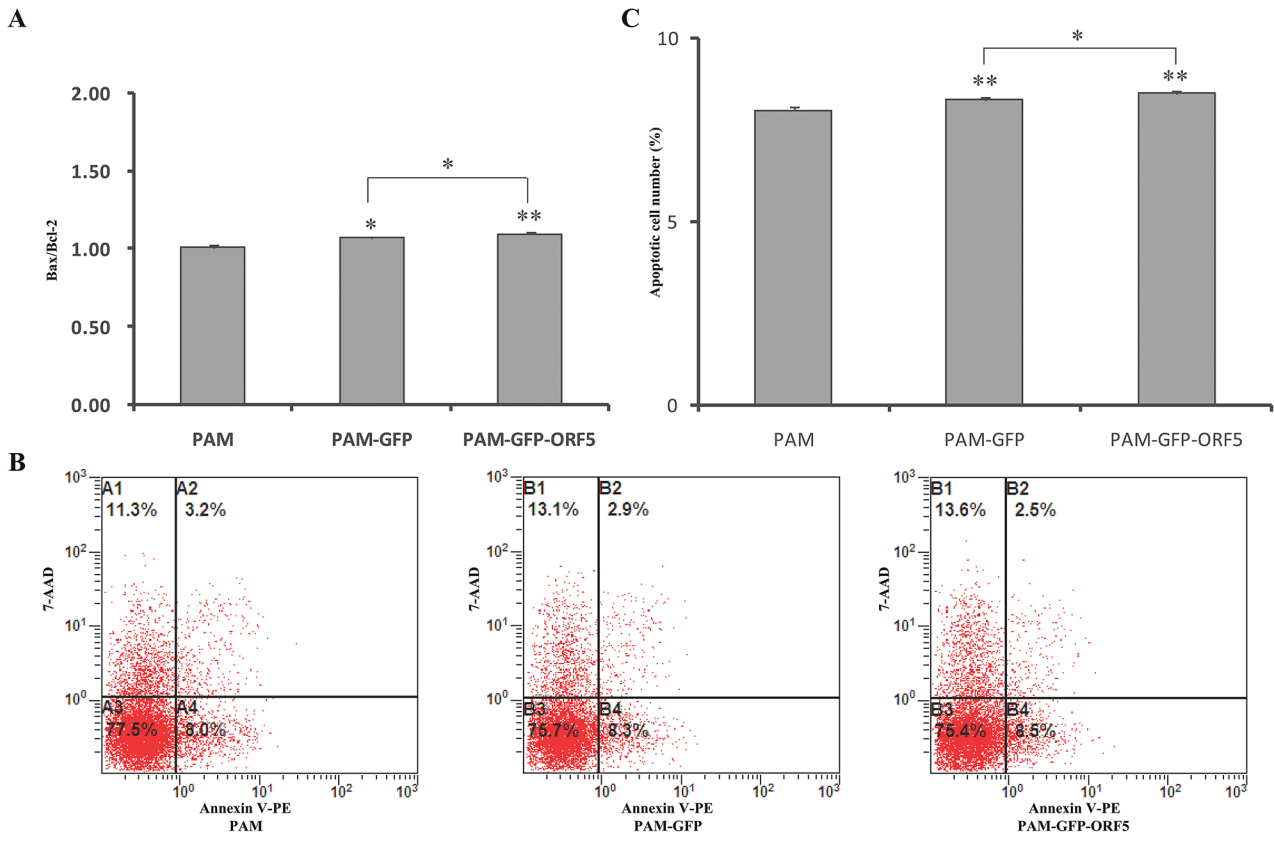 A
2.00
1.50
1.00
0.50
0.00
Bax/Bcl-2
*
*
**
PAM
PAM-GFP
PAM-GFP-ORF5
C
10
5
0
Apoptotic cell number (%)
*
**
**
PAM
PAM-GFP
PAM-GFP-ORF5
B
10³
10²
10¹
10⁰
7-AAD
A1
11.3%
A2
3.2%
A3
77.5%
A4
8.0%
10⁰ 10¹ 10² 10³
Annexin V-PE
PAM
10³
10²
10¹
10⁰
7-AAD
B1
13.1%
B2
2.9%
B3
75.7%
B4
8.3%
10⁰ 10¹ 10² 10³
Annexin V-PE
PAM-GFP
10³
10²
10¹
10⁰
7-AAD
B1
13.6%
B2
2.5%
B3
75.4%
B4
8.5%
10⁰ 10¹ 10² 10³
Annexin V-PE
PAM-GFP-ORF5